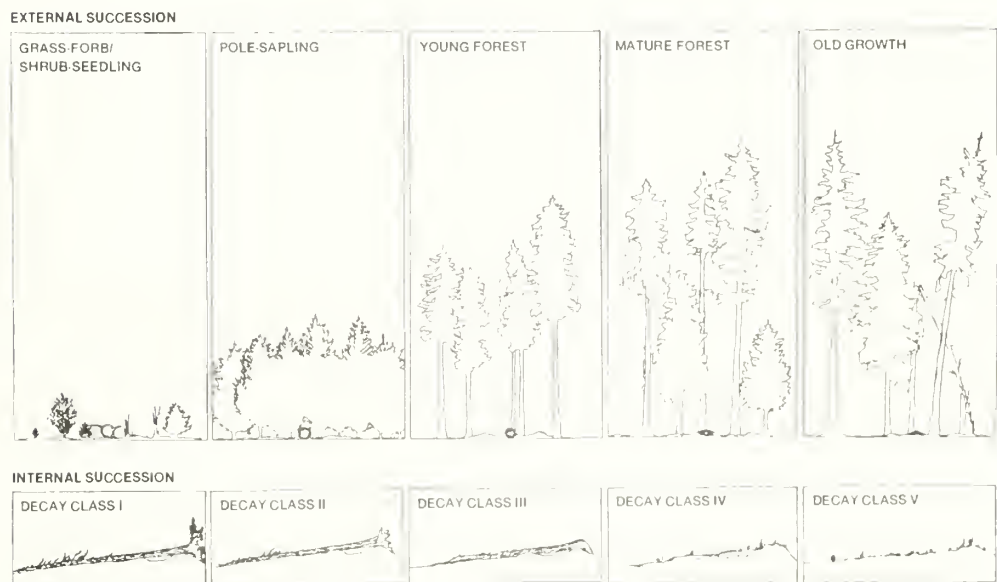 EXTERNAL SUCCESSION
GRASS-FORB/
SHRUB-SEEDLING
POLE-SAPLING
YOUNG FOREST
MATURE FOREST
OLD GROWTH
INTERNAL SUCCESSION
DECAY CLASS I
DECAY CLASS II
DECAY CLASS III
DECAY CLASS IV
DECAY CLASS V